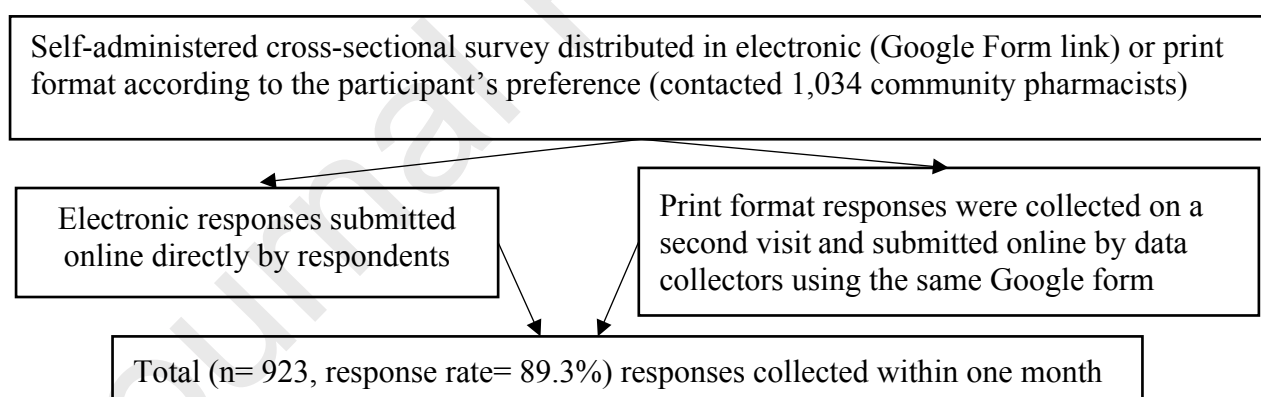 Self-administered cross-sectional survey distributed in electronic (Google Form link) or print
format according to the participant’s preference (contacted 1,034 community pharmacists)
Electronic responses submitted
online directly by respondents
Print format responses were collected on a
second visit and submitted online by data
collectors using the same Google form
Total (n= 923, response rate= 89.3%) responses collected within one month